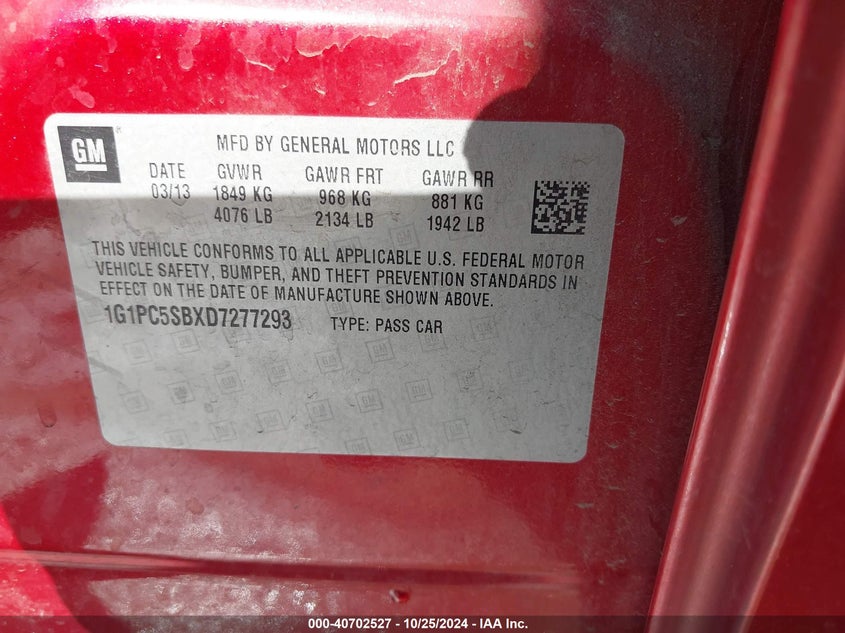 GM
MFD BY GENERAL MOTORS LLC
DATE GVWR GAWR FRT GAWR RR
03/13 1849 KG 968 KG 881 KG
4076 LB 2134 LB 1942 LB
THIS VEHICLE CONFORMS TO ALL APPLICABLE U.S. FEDERAL MOTOR
VEHICLE SAFETY, BUMPER, AND THEFT PREVENTION STANDARDS IN
EFFECT ON THE DATE OF MANUFACTURE SHOWN ABOVE.
1G1PC5SBXD7277293 TYPE: PASS CAR
000-40702527 - 10/25/2024 - IAA Inc.